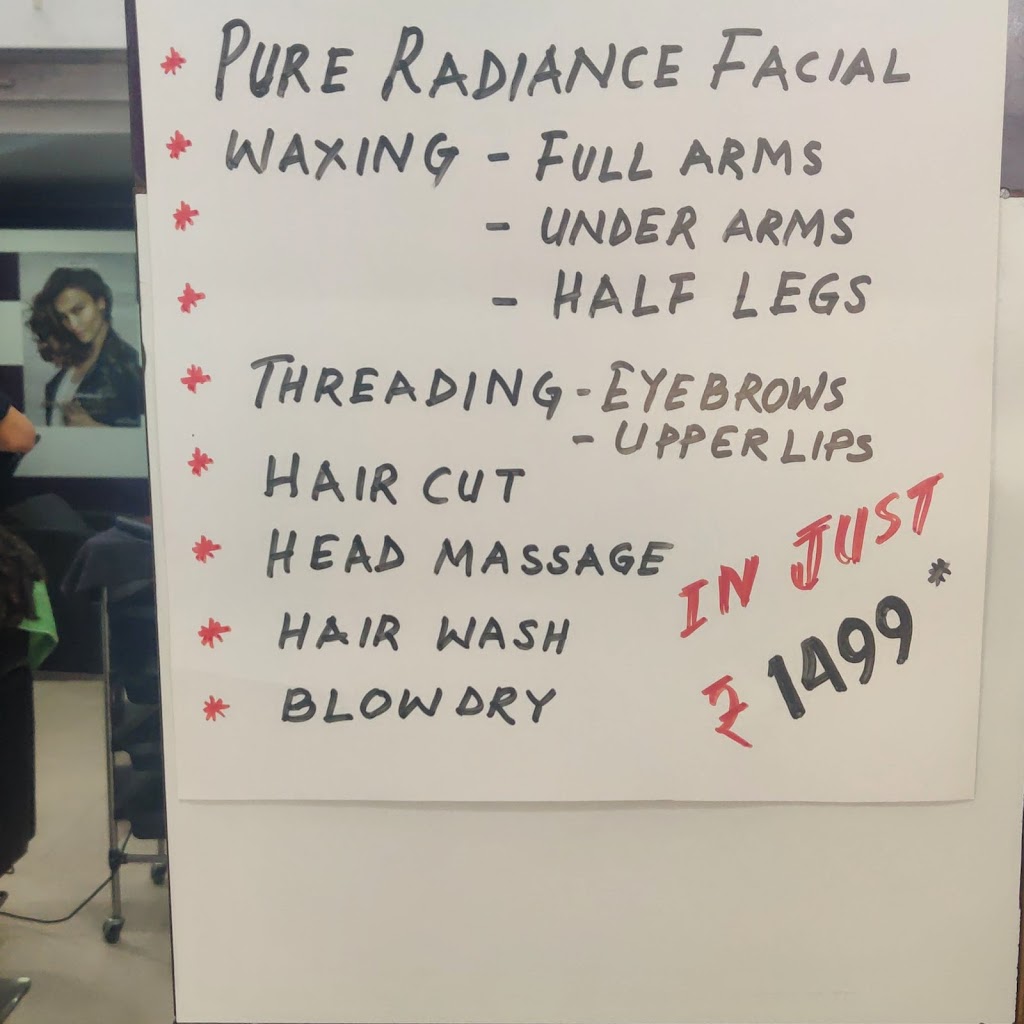 * PURE RADIANCE FACIAL
* WAXING - FULL ARMS
* - UNDER ARMS
* - HALF LEGS
* THREADING - EYEBROWS
- UPPER LIPS
* HAIR CUT
* HEAD MASSAGE
* HAIR WASH
* BLOW DRY
IN JUST
₹ 1499 *